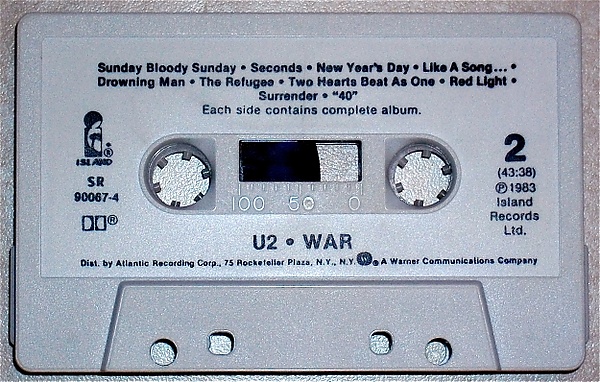 Sunday Bloody Sunday • Seconds • New Year's Day • Like A Song... •
Drowning Man • The Refugee • Two Hearts Beat As One • Red Light •
Surrender • "40"
Each side contains complete album.
ISLAND ®
SR
90067-4
DD®
2
(43:38)
℗ 1983
Island
Records
Ltd.
100 50 0
U2 • WAR
Dist. by Atlantic Recording Corp., 75 Rockefeller Plaza, N.Y., N.Y. W ® A Warner Communications Company